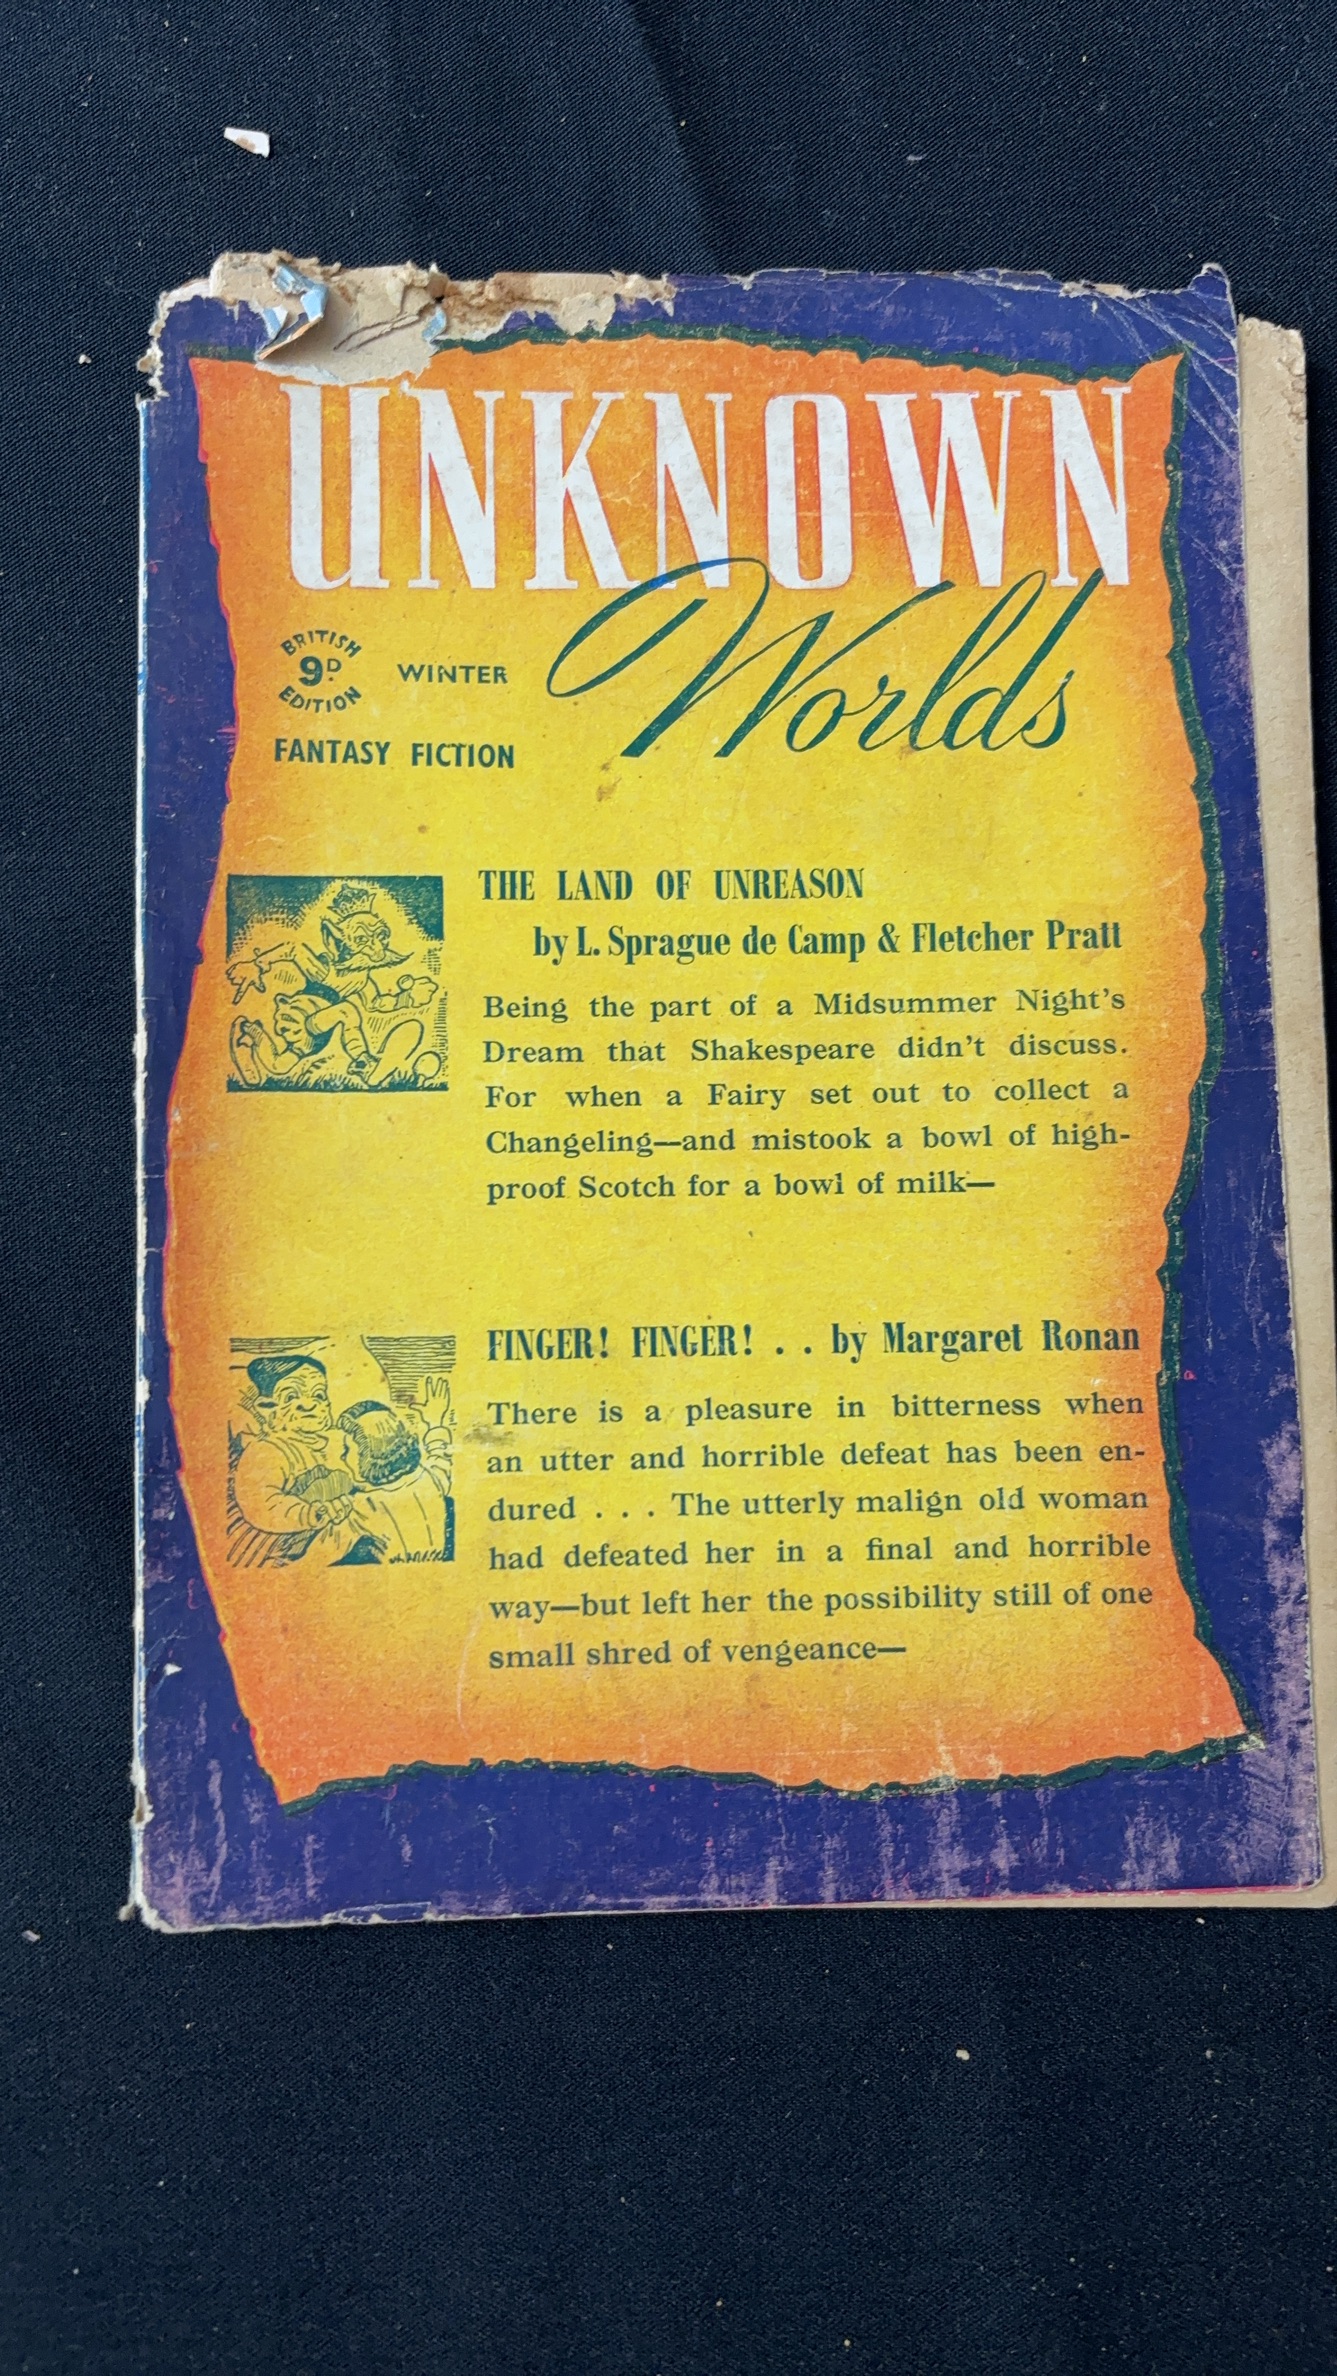 UNKNOWN
Worlds
BRITISH
9D.
EDITION
WINTER
FANTASY FICTION
THE LAND OF UNREASON
by L. Sprague de Camp & Fletcher Pratt
Being the part of a Midsummer Night's
Dream that Shakespeare didn't discuss.
For when a Fairy set out to collect a
Changeling—and mistook a bowl of high-
proof Scotch for a bowl of milk—
FINGER! FINGER! . . by Margaret Ronan
There is a pleasure in bitterness when
an utter and horrible defeat has been en-
dured . . . The utterly malign old woman
had defeated her in a final and horrible
way—but left her the possibility still of one
small shred of vengeance—